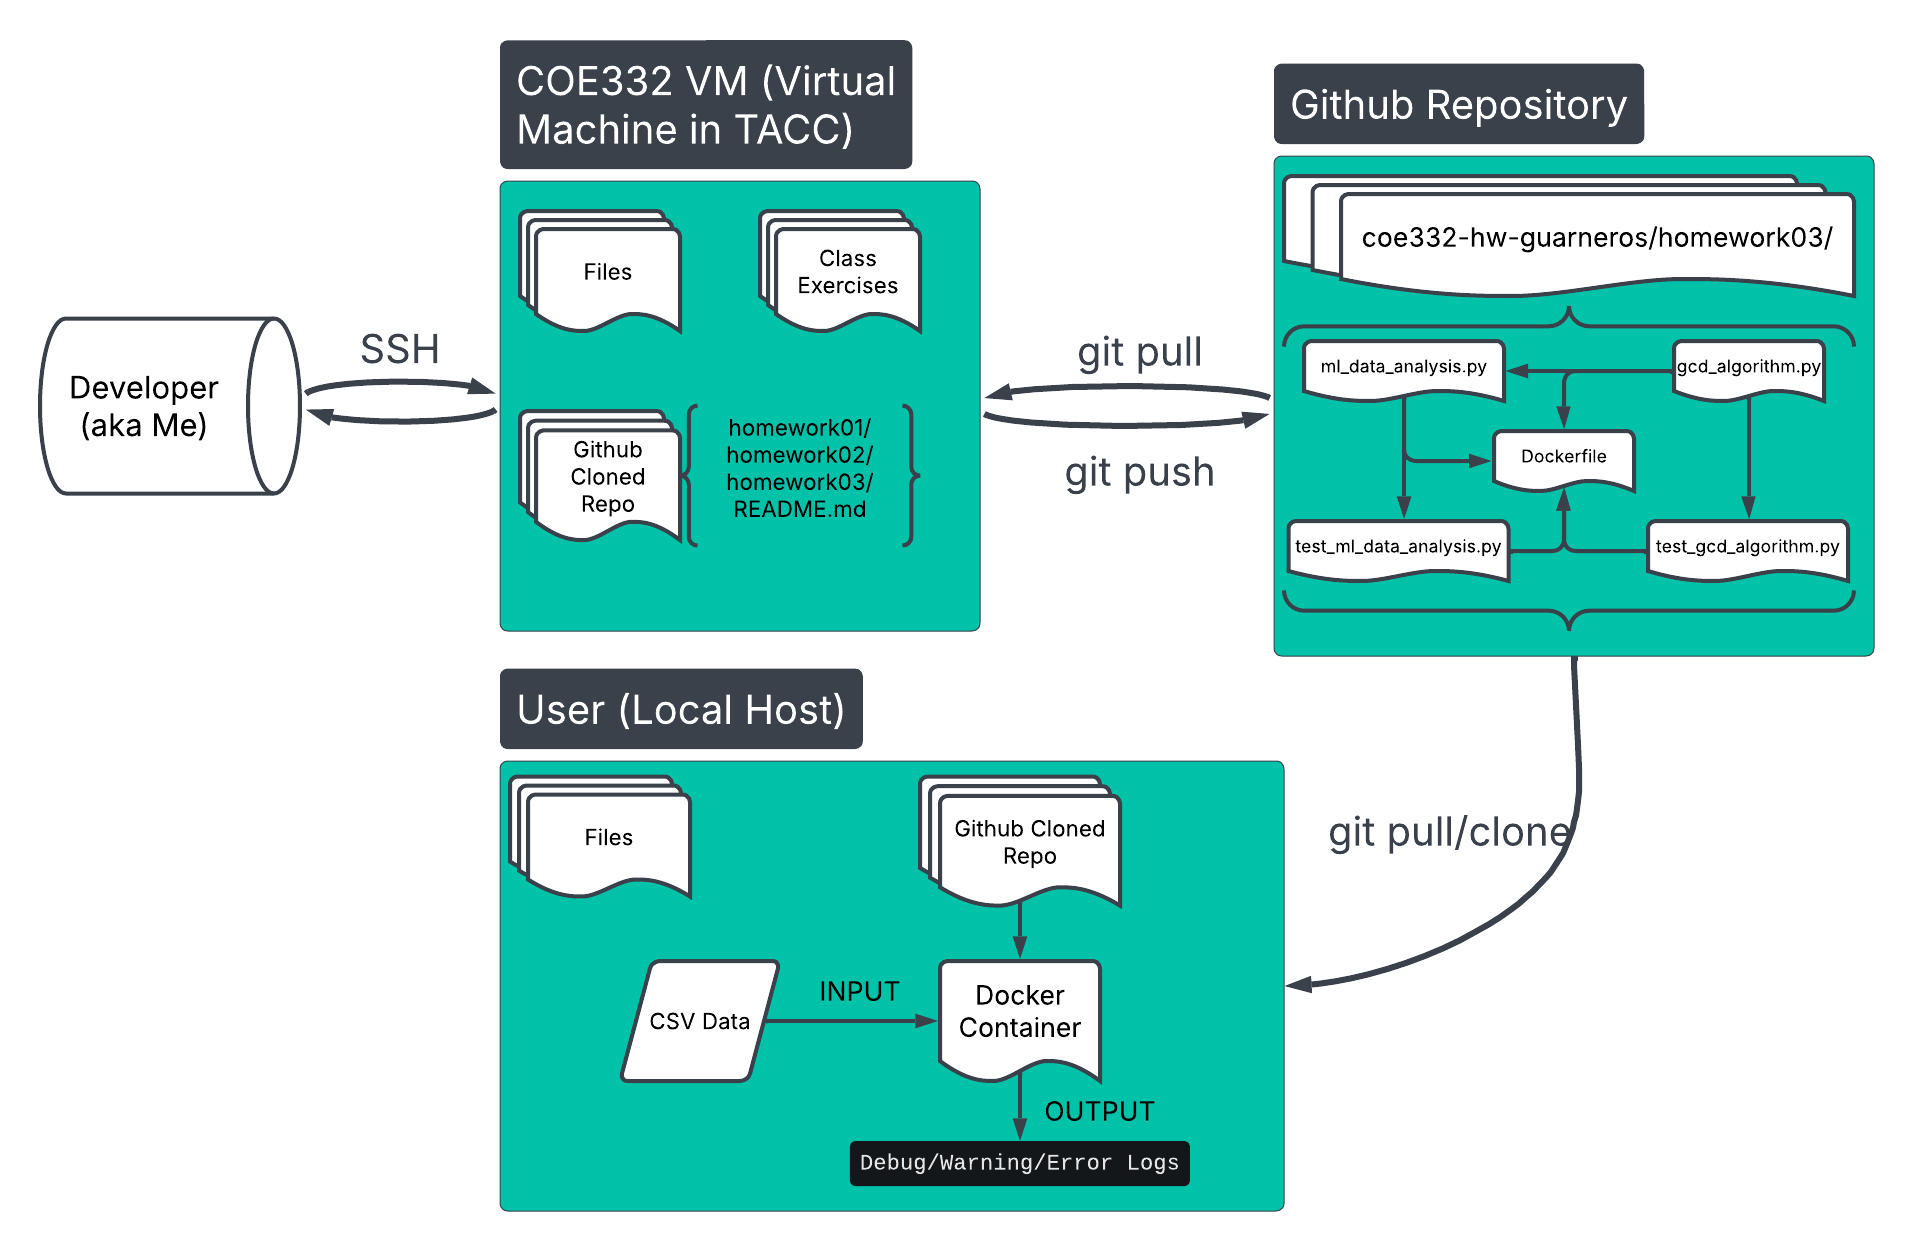 COE332 VM (Virtual
Machine in TACC)
Github Repository
Files
Class
Exercises
coe332-hw-guarneros/homework03/
Developer
(aka Me)
SSH
git pull
git push
Github
Cloned
Repo
homework01/
homework02/
homework03/
README.md
ml_data_analysis.py
gcd_algorithm.py
Dockerfile
test_ml_data_analysis.py
test_gcd_algorithm.py
User (Local Host)
Files
Github Cloned
Repo
git pull/clone
CSV Data
INPUT
Docker
Container
OUTPUT
Debug/Warning/Error Logs